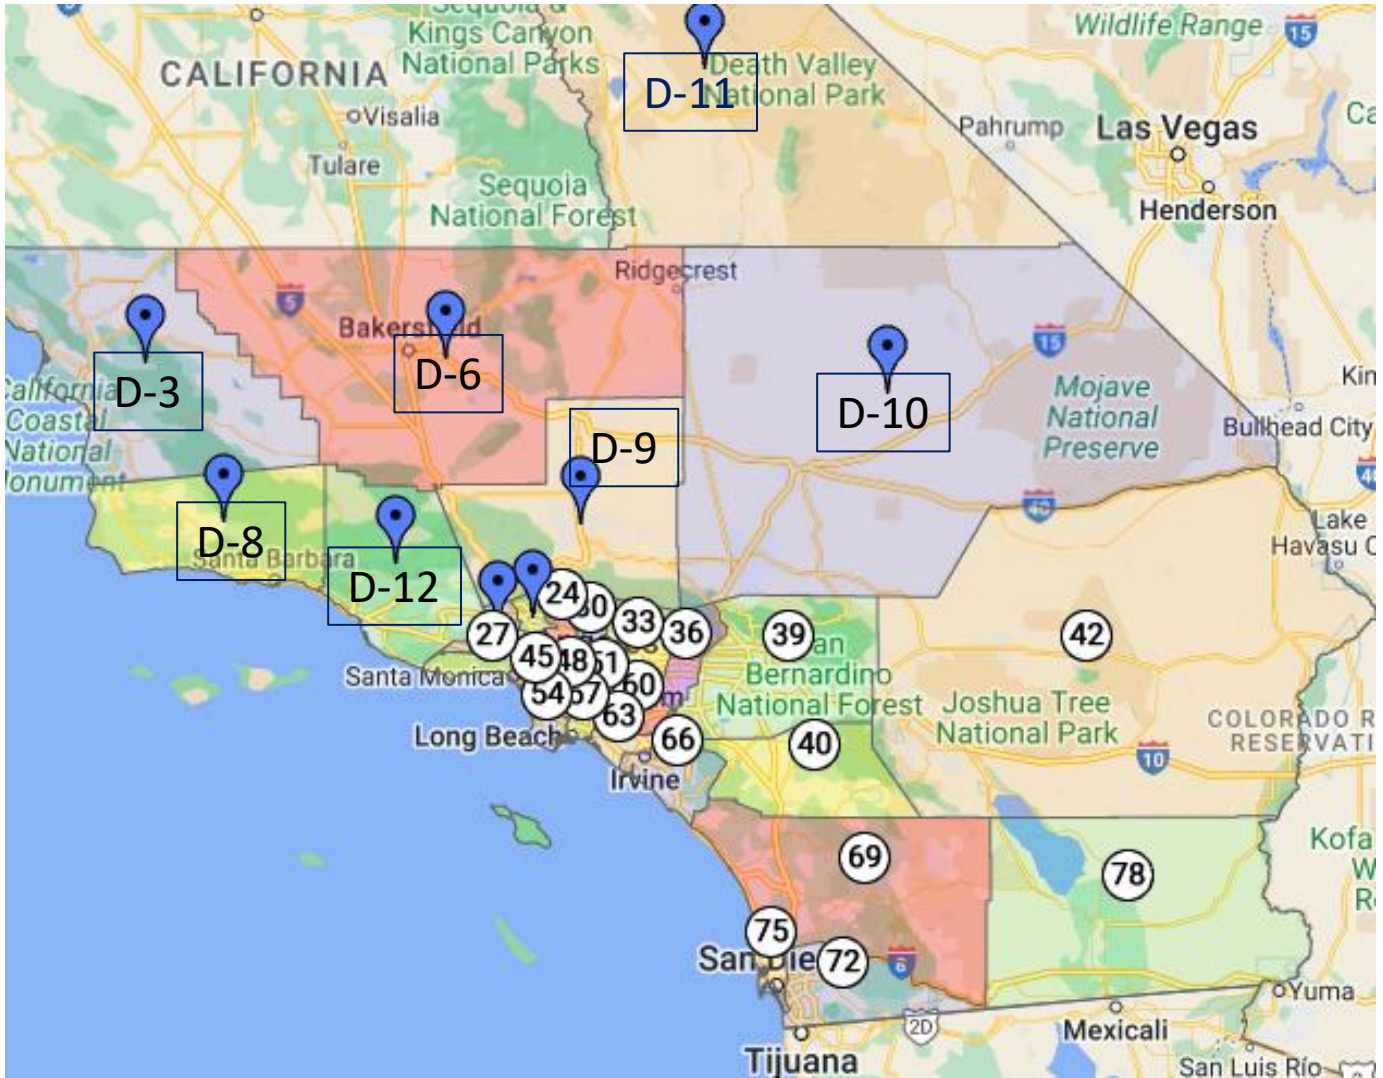 Sequoia &
Kings Canyon
National Parks
CALIFORNIA
Visalia
Tulare
Sequoia
National Forest
Death Valley
National Park
D-11
Wildlife Range
15
Pahrump
Las Vegas
Henderson
Ridgecrest
5
Bakersfield
D-3
D-6
D-9
D-10
15
Mojave
National
Preserve
California
Coastal
National
Monument
Bullhead City
40
40
Lake
Havasu C
D-8
Santa Barbara
D-12
24
30
33
36
39
42
27
45
48
51
54
57
60
63
66
40
Santa Monica
Long Beach
Irvine
San
Bernardino
National Forest
Joshua Tree
National Park
COLORADO R
RESERVATI
10
69
78
75
72
San Die
8
Kofa
Yuma
2D
Mexicali
Tijuana
San Luis Río